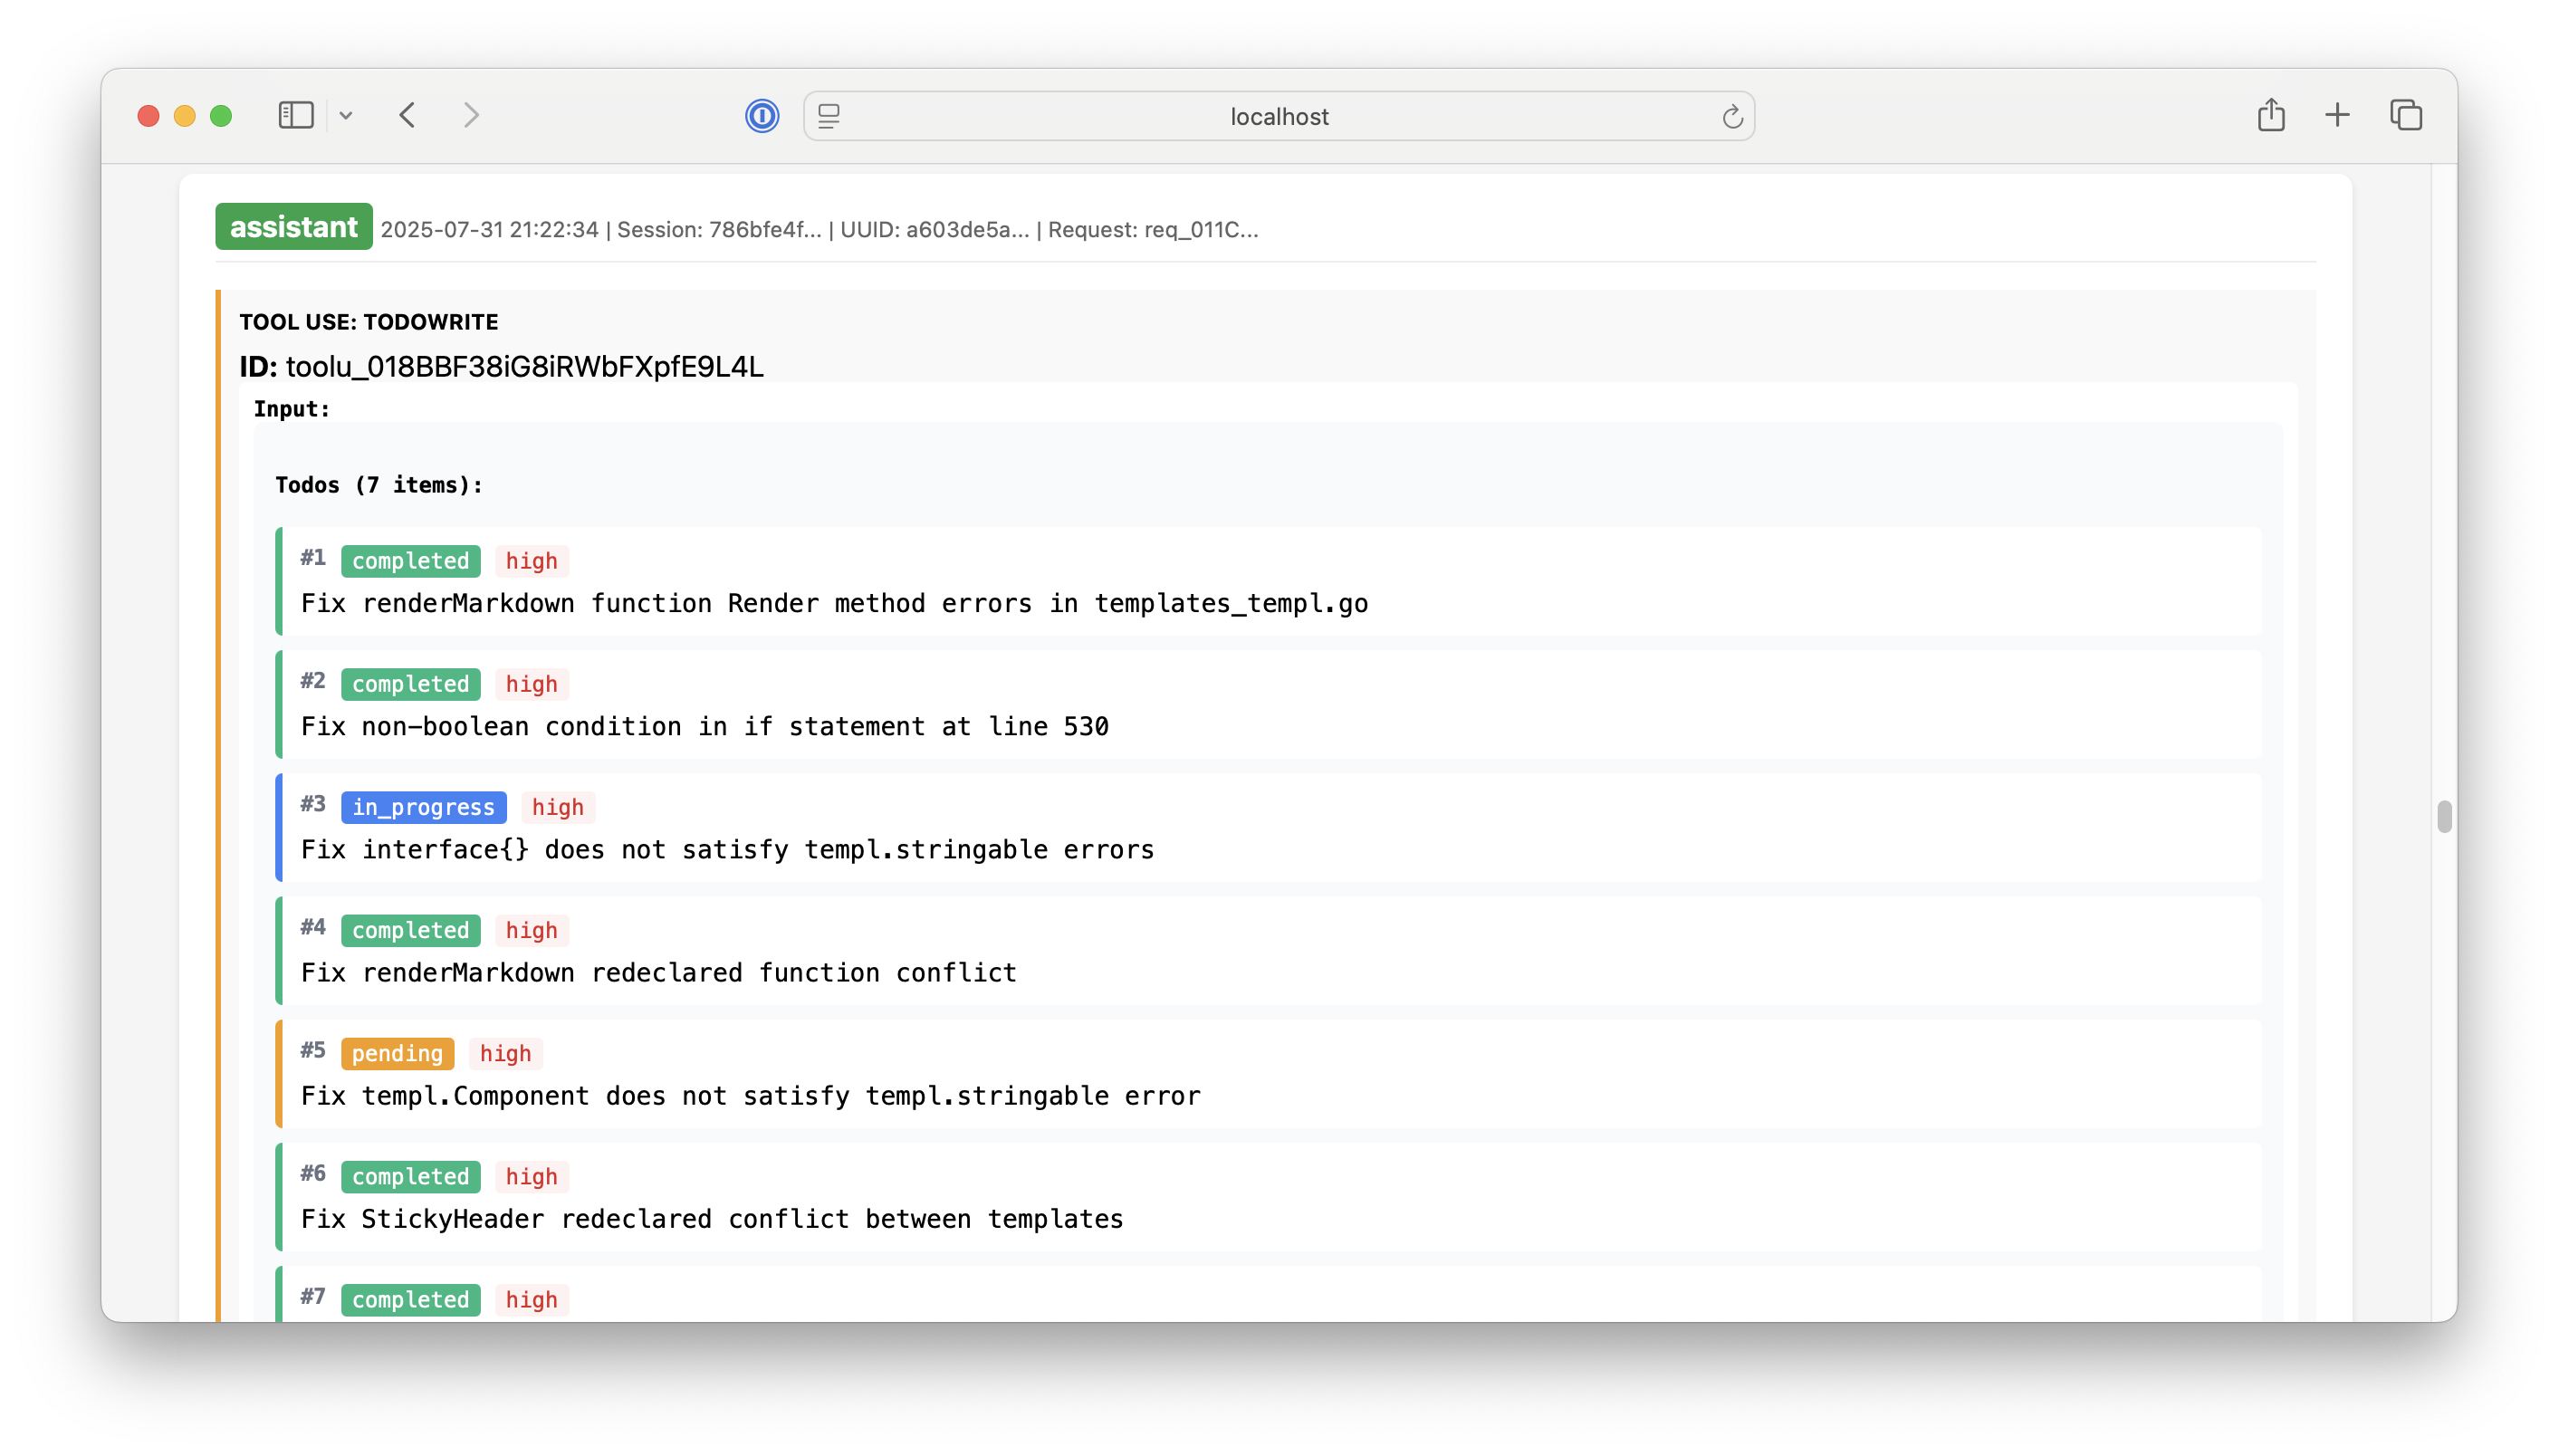 localhost
assistant 2025-07-31 21:22:34 | Session: 786bfe4f... | UUID: a603de5a... | Request: req_011C...
TOOL USE: TODOWRITE
ID: toolu_018BBF38iG8iRWbFXpfE9L4L
Input:
Todos (7 items):
#1 completed high
Fix renderMarkdown function Render method errors in templates_templ.go
#2 completed high
Fix non-boolean condition in if statement at line 530
#3 in_progress high
Fix interface{} does not satisfy templ.stringable errors
#4 completed high
Fix renderMarkdown redeclared function conflict
#5 pending high
Fix templ.Component does not satisfy templ.stringable error
#6 completed high
Fix StickyHeader redeclared conflict between templates
#7 completed high